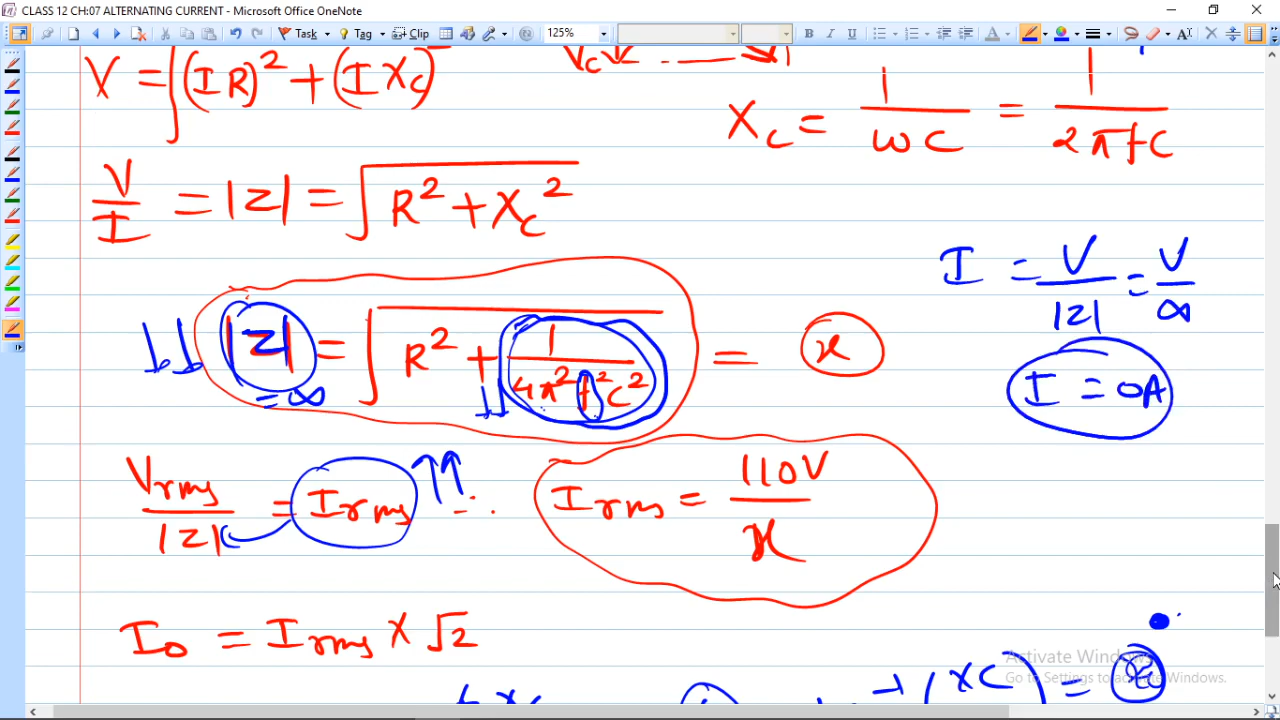 CLASS 12 CH:07 ALTERNATING CURRENT - Microsoft Office OneNote
Task Tag Clip 125% B I U
V = √(IR)² + (IXc)²
Xc = 1/ωC = 1/2πfC
V/I = |Z| = √R² + Xc²
I = V/|Z| = V/∞
|Z| = √R² + 1/4π²f²C² = x
= ∞
I = 0A
Vrms/|Z| = Irms ↑↑
Irms = 110V/x
I₀ = Irms × √2
Activate Windows
Go to Settings to activate Windows.